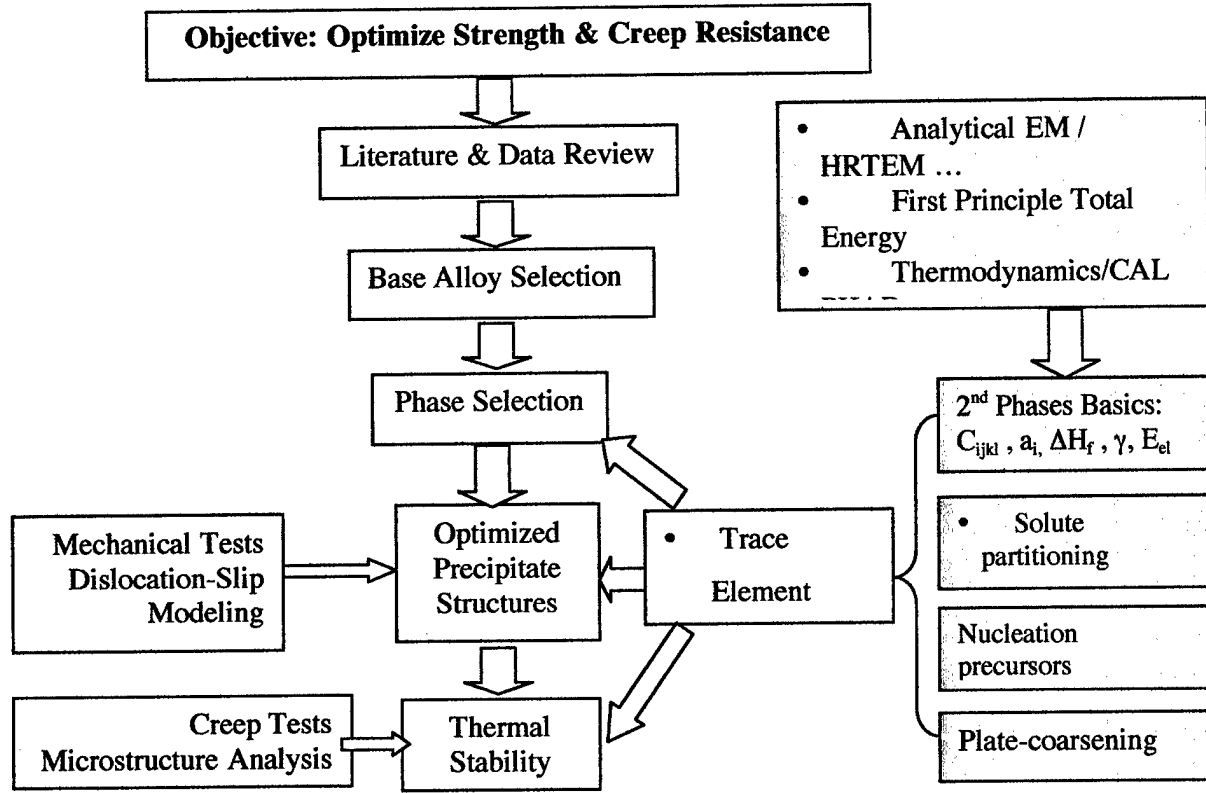 Objective: Optimize Strength & Creep Resistance
Literature & Data Review
Base Alloy Selection
Phase Selection
Optimized
Precipitate
Structures
Thermal
Stability
Mechanical Tests
Dislocation-Slip
Modeling
Creep Tests
Microstructure Analysis
• Trace
Element
• Analytical EM /
HRTEM …
• First Principle Total
Energy
• Thermodynamics/CAL
2nd Phases Basics:
Cijkl , ai, ΔHf , γ, Eel
• Solute
partitioning
Nucleation
precursors
Plate-coarsening